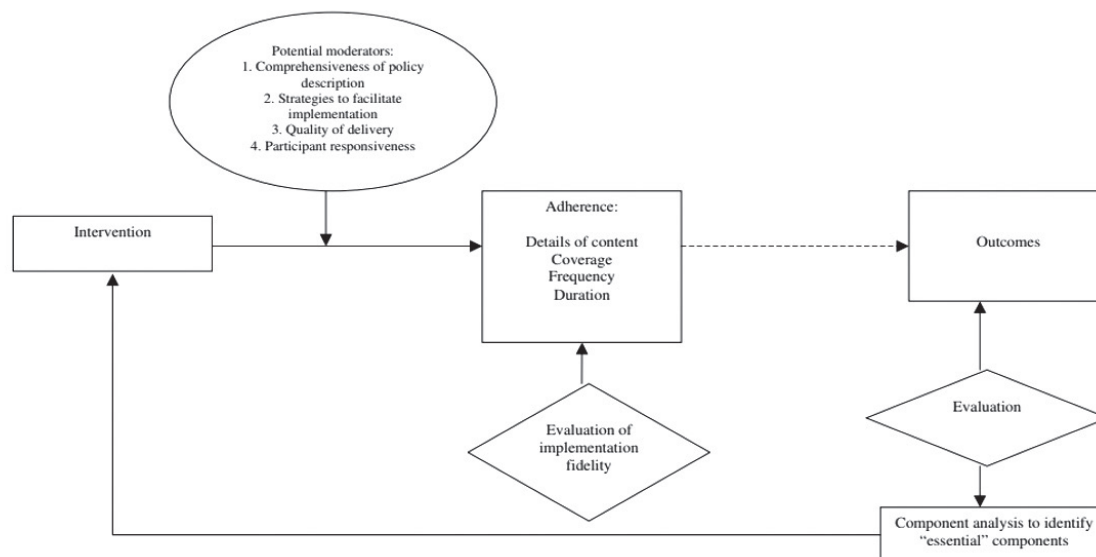 Potential moderators:
1. Comprehensiveness of policy
description
2. Strategies to facilitate
implementation
3. Quality of delivery
4. Participant responsiveness
Intervention
Adherence:
Details of content
Coverage
Frequency
Duration
Outcomes
Evaluation of
implementation
fidelity
Evaluation
Component analysis to identify
“essential” components